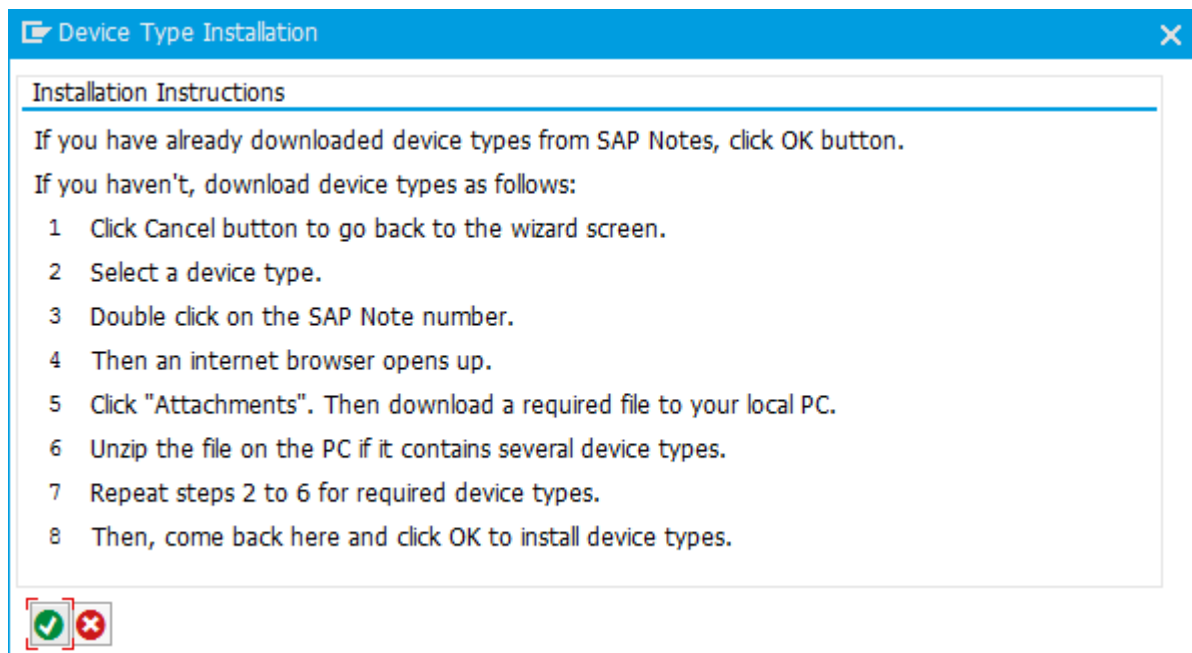 Device Type Installation
Installation Instructions
If you have already downloaded device types from SAP Notes, click OK button.
If you haven't, download device types as follows:
1 Click Cancel button to go back to the wizard screen.
2 Select a device type.
3 Double click on the SAP Note number.
4 Then an internet browser opens up.
5 Click "Attachments". Then download a required file to your local PC.
6 Unzip the file on the PC if it contains several device types.
7 Repeat steps 2 to 6 for required device types.
8 Then, come back here and click OK to install device types.